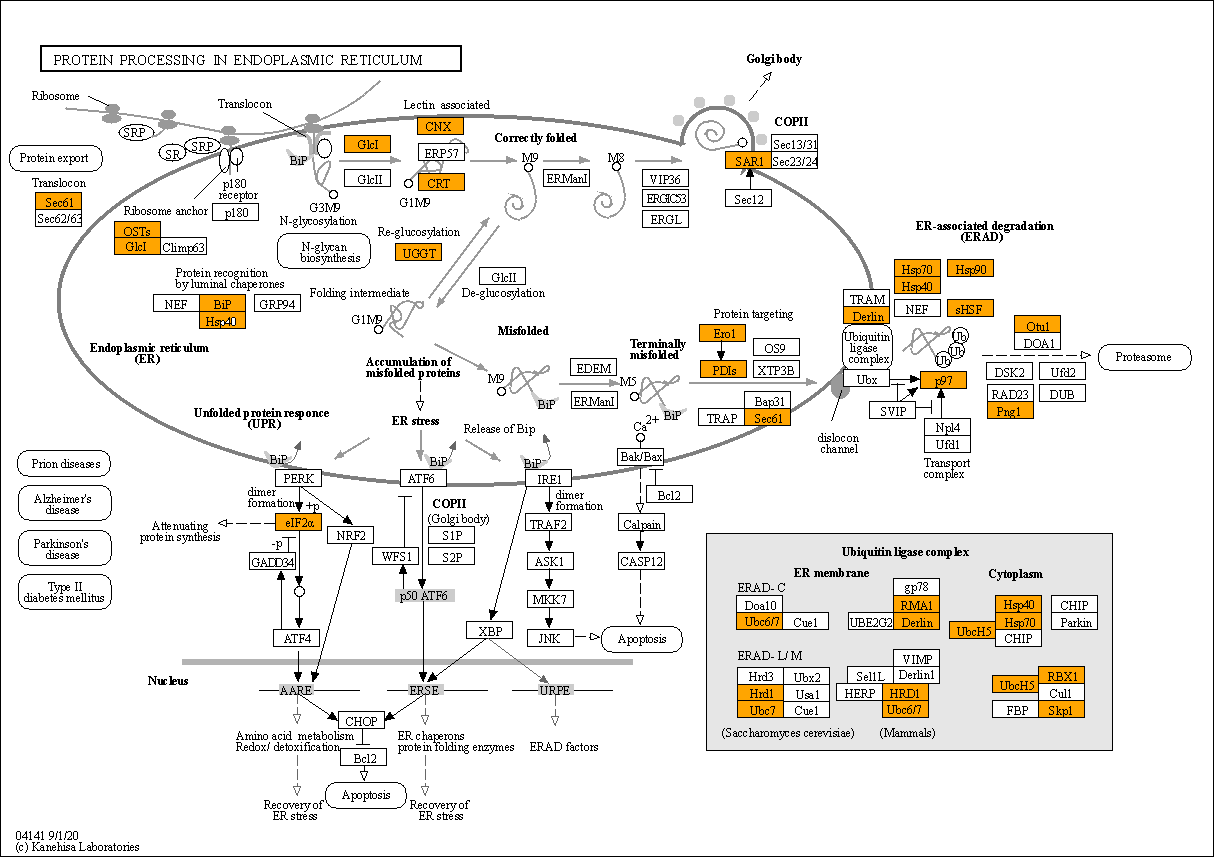 PROTEIN PROCESSING IN ENDOPLASMIC RETICULUM
Golgi body
Ribosome
Translocon
Lectin associated
SRP
SR
SRP
CNX
COPII
GlcI
Correctly folded
Sec13/31
Protein export
BiP
ERP57
M9
M8
SAR1
Sec23/24
Translocon
p180
receptor
GlcII
CRT
ERManI
VIP36
Sec61
G3M9
G1M9
ERGIC53
Sec12
Sec62/63
Ribosome anchor
p180
N-glycosylation
ERGL
OSTs
Re-glucosylation
ER-associated degradation
(ERAD)
GlcI
Climp63
N-glycan
biosynthesis
UGGT
Protein recognition
by luminal chaperones
GlcII
De-glucosylation
Hsp70
Hsp90
Hsp40
NEF
BiP
GRP94
Folding intermediate
TRAM
NEF
sHSF
Hsp40
G1M9
Misfolded
Protein targeting
Derlin
Otu1
Ero1
Ubiquitin
ligase
complex
Ub
Ub
Ub
DOA1
Endoplasmic reticulum
(ER)
Accumulation of
misfolded proteins
Terminally
misfolded
OS9
Proteasome
M9
EDEM
M5
PDIs
XTP3B
Ubx
p97
DSK2
Ufd2
BiP
ERManI
BiP
Bap31
SVIP
RAD23
DUB
Unfolded protein responce
(UPR)
ER stress
Release of Bip
Ca2+
TRAP
Sec61
Png1
Npl4
dislocon
channel
Ufd1
Transport
complex
BiP
BiP
BiP
Bak/Bax
Prion diseases
PERK
ATF6
IRE1
Bcl2
dimer
formation
+p
COPII
(Golgi body)
dimer
formation
Alzheimer's
disease
Attenuating
protein synthesis
eIF2α
NRF2
S1P
TRAF2
Calpain
Parkinson's
disease
-p
GADD34
WFS1
S2P
ASK1
CASP12
Type II
diabetes mellitus
p50 ATF6
MKK7
ATF4
XBP
JNK
Apoptosis
Nucleus
AARE
ERSE
URPE
CHOP
Amino acid metabolism
Redox/ detoxification
ER chaperons
protein folding enzymes
ERAD factors
Bcl2
Apoptosis
Recovery of
ER stress
Recovery of
ER stress
Ubiquitin ligase complex
ER membrane
Cytoplasm
ERAD- C
gp78
Doa10
RMA1
Hsp40
CHIP
Ubc6/7
Cue1
UBE2G2
Derlin
UbcH5
Hsp70
Parkin
CHIP
ERAD- L/ M
VIMP
Hrd3
Ubx2
Sel1L
Derlin1
RBX1
Hrd1
Usa1
HERP
HRD1
UbcH5
Cul1
Ubc7
Cue1
Ubc6/7
FBP
Skp1
(Saccharomyces cerevisiae)
(Mammals)
04141 9/1/20
(c) Kanehisa Laboratories